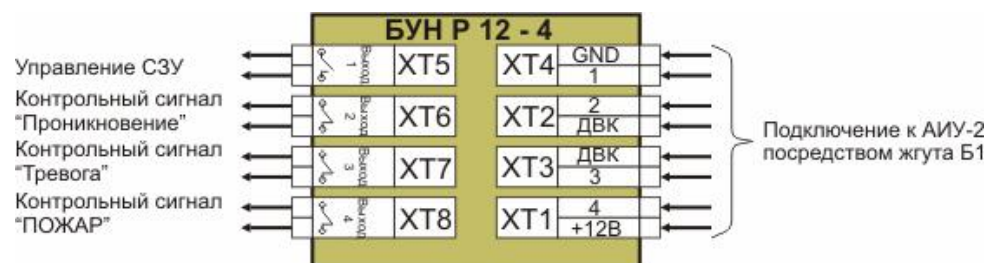 БУН Р 12 - 4
Управление СЗУ
Выход 1
XT5
XT4
GND
1
Контрольный сигнал
“Проникновение”
Выход 2
XT6
XT2
2
ДВК
Контрольный сигнал
“Тревога”
Выход 3
XT7
XT3
ДВК
3
Контрольный сигнал
“ПОЖАР”
Выход 4
XT8
XT1
4
+12В
Подключение к АИУ-2
посредством жгута Б1